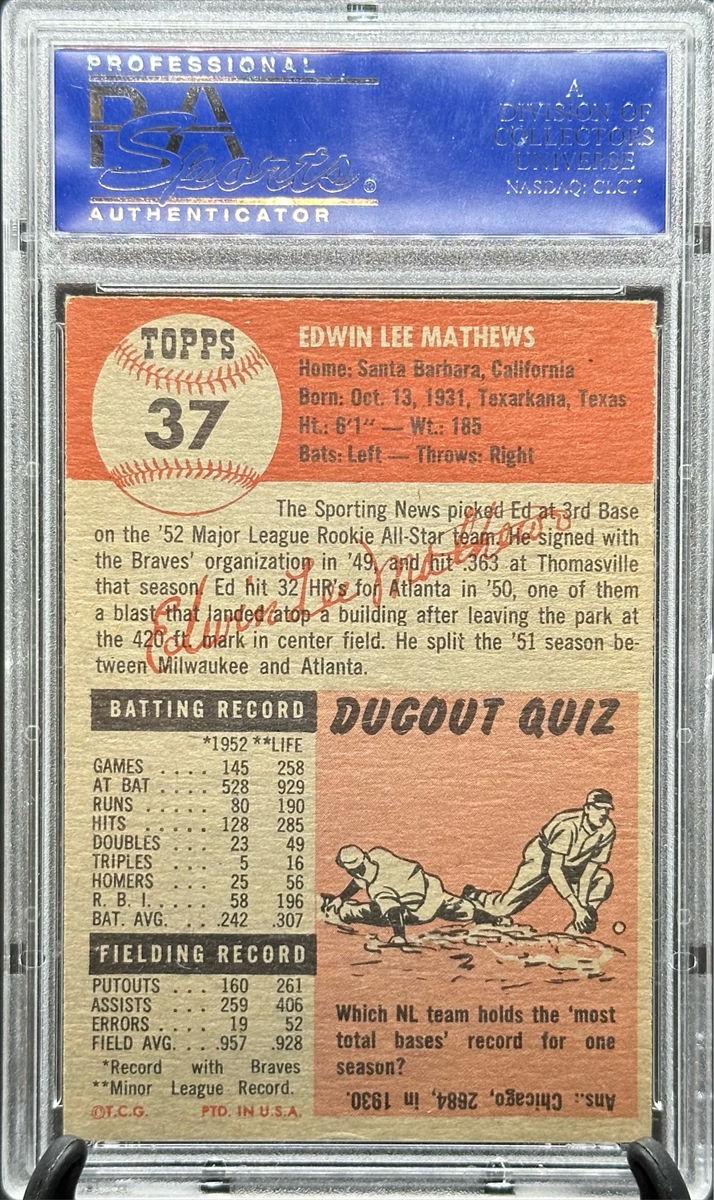 PROFESSIONAL
PSA
Sports®
AUTHENTICATOR
A
DIVISION OF
COLLECTORS
UNIVERSE
NASDAQ: CLCT
TOPPS
37
EDWIN LEE MATHEWS
Home: Santa Barbara, California
Born: Oct. 13, 1931, Texarkana, Texas
Ht.: 6'1" — Wt.: 185
Bats: Left — Throws: Right
The Sporting News picked Ed at 3rd Base
on the '52 Major League Rookie All-Star team. He signed with
the Braves' organization in '49, and hit .363 at Thomasville
that season. Ed hit 32 HR's for Atlanta in '50, one of them
a blast that landed atop a building after leaving the park at
the 420 ft. mark in center field. He split the '51 season be-
tween Milwaukee and Atlanta.
Edwin Lee Mathews
BATTING RECORD
*1952 **LIFE
GAMES .... 145 258
AT BAT .... 528 929
RUNS ..... 80 190
HITS ..... 128 285
DOUBLES .... 23 49
TRIPLES .... 5 16
HOMERS .... 25 56
R. B. I. .... 58 196
BAT. AVG. ... .242 .307
FIELDING RECORD
PUTOUTS ... 160 261
ASSISTS ... 259 406
ERRORS .... 19 52
FIELD AVG. ... .957 .928
*Record with Braves
**Minor League Record.
©T.C.G. PTD. IN U.S.A.
DUGOUT QUIZ
Which NL team holds the 'most
total bases' record for one
season?
Ans.: Chicago, 2684, in 1930.